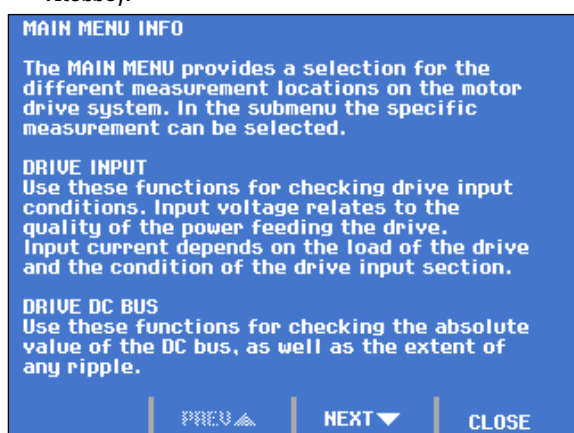 MAIN MENU INFO
The MAIN MENU provides a selection for the
different measurement locations on the motor
drive system. In the submenu the specific
measurement can be selected.
DRIVE INPUT
Use these functions for checking drive input
conditions. Input voltage relates to the
quality of the power feeding the drive.
Input current depends on the load of the drive
and the condition of the drive input section.
DRIVE DC BUS
Use these functions for checking the absolute
value of the DC bus, as well as the extent of
any ripple.
PREV NEXT CLOSE